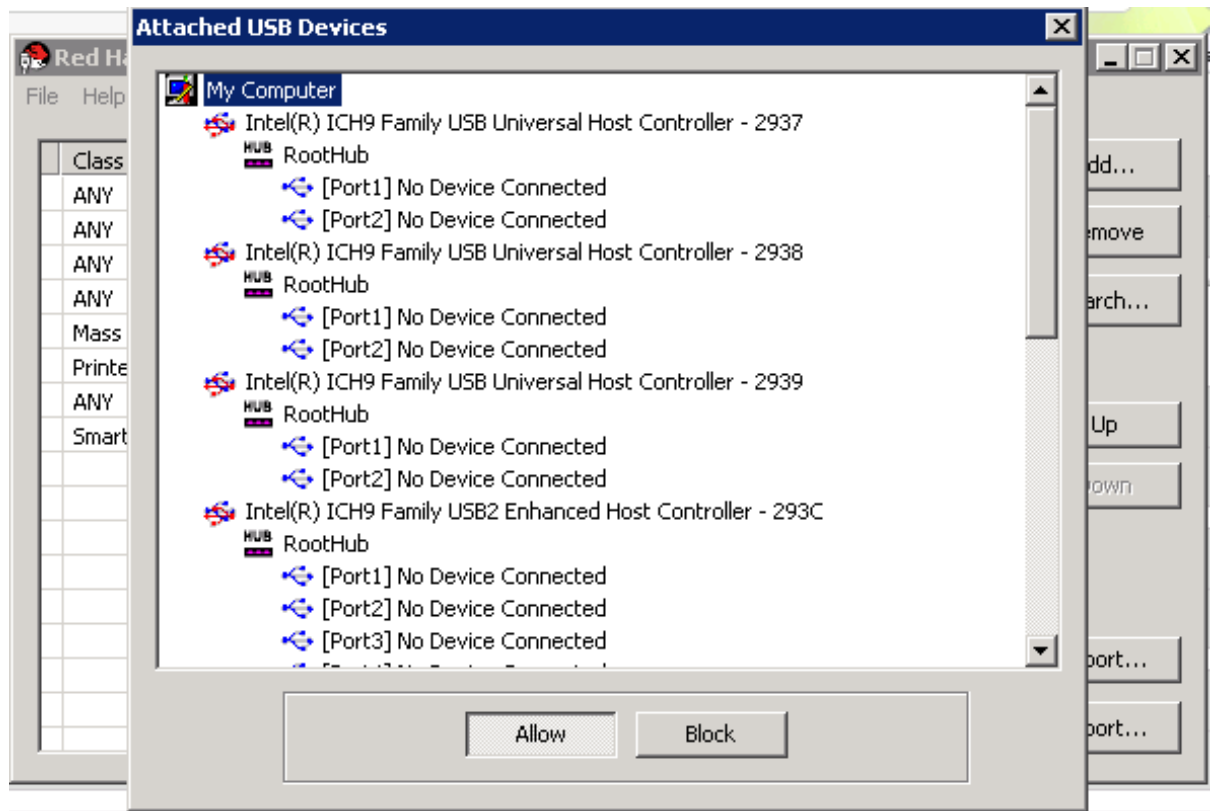 Attached USB Devices
Red Ha
File Help
My Computer
Intel(R) ICH9 Family USB Universal Host Controller - 2937
HUB RootHub
[Port1] No Device Connected
[Port2] No Device Connected
Intel(R) ICH9 Family USB Universal Host Controller - 2938
HUB RootHub
[Port1] No Device Connected
[Port2] No Device Connected
Intel(R) ICH9 Family USB Universal Host Controller - 2939
HUB RootHub
[Port1] No Device Connected
[Port2] No Device Connected
Intel(R) ICH9 Family USB2 Enhanced Host Controller - 293C
HUB RootHub
[Port1] No Device Connected
[Port2] No Device Connected
[Port3] No Device Connected
Allow Block
Class
ANY
ANY
ANY
ANY
Mass
Printe
ANY
Smart
dd...
emove
arch...
Up
own
port...
port...